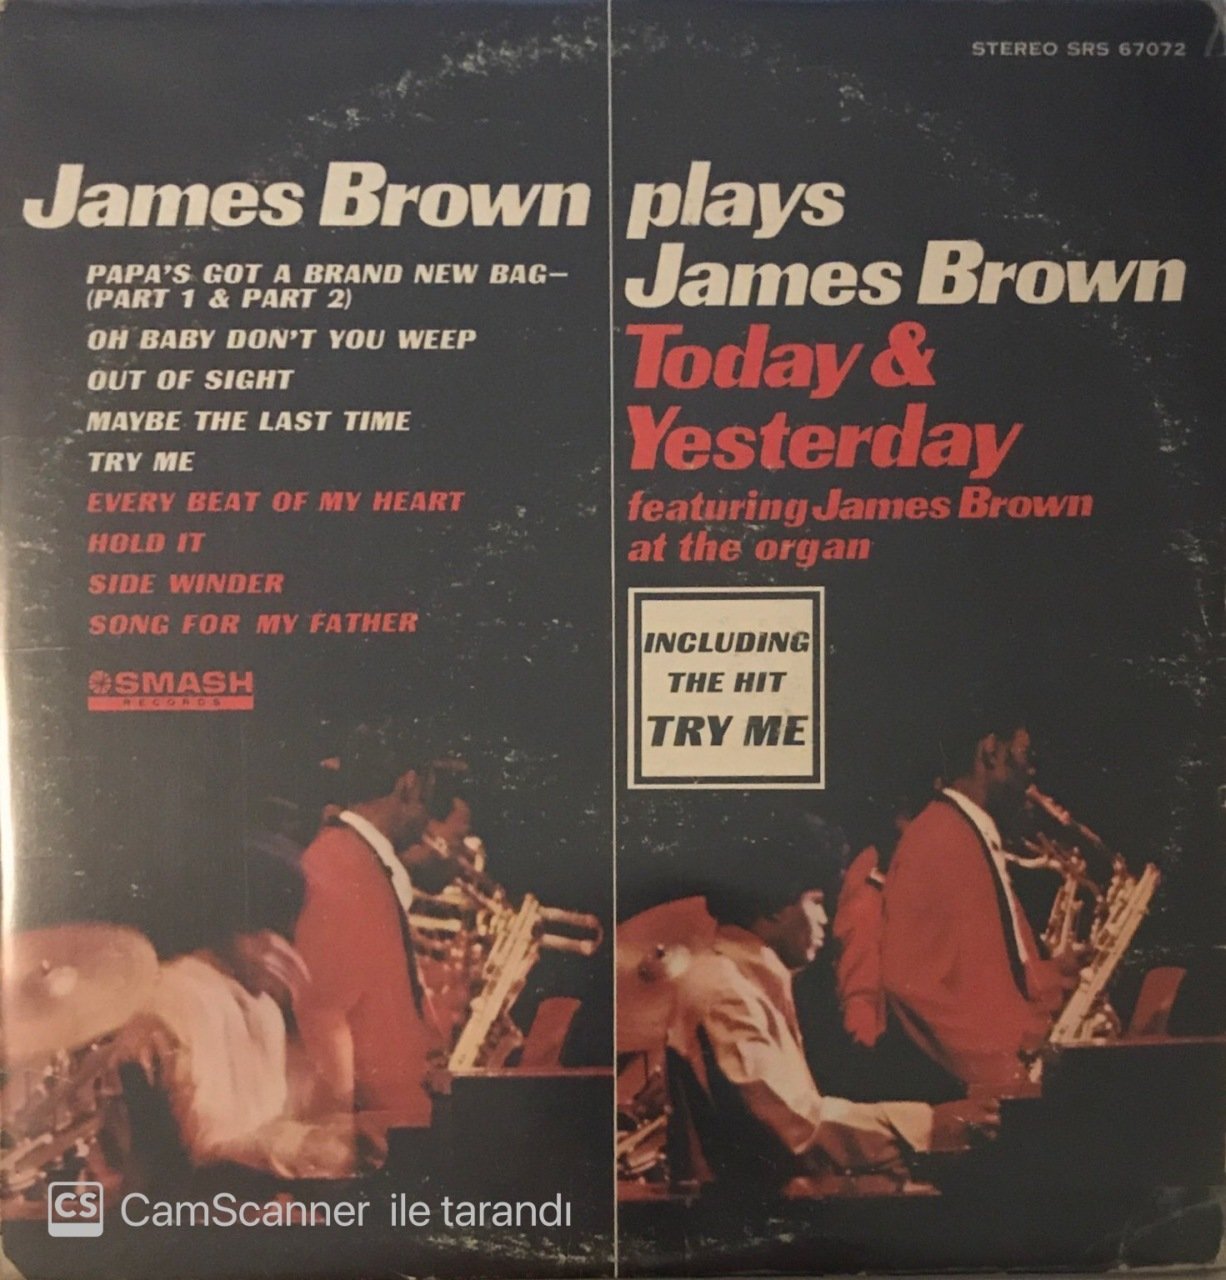 STEREO SRS 67072
James Brown plays
James Brown
Today &
Yesterday
featuring James Brown
at the organ
INCLUDING
THE HIT
TRY ME
PAPA'S GOT A BRAND NEW BAG–
(PART 1 & PART 2)
OH BABY DON'T YOU WEEP
OUT OF SIGHT
MAYBE THE LAST TIME
TRY ME
EVERY BEAT OF MY HEART
HOLD IT
SIDE WINDER
SONG FOR MY FATHER
SMASH
RECORDS
CS CamScanner ile tarandı